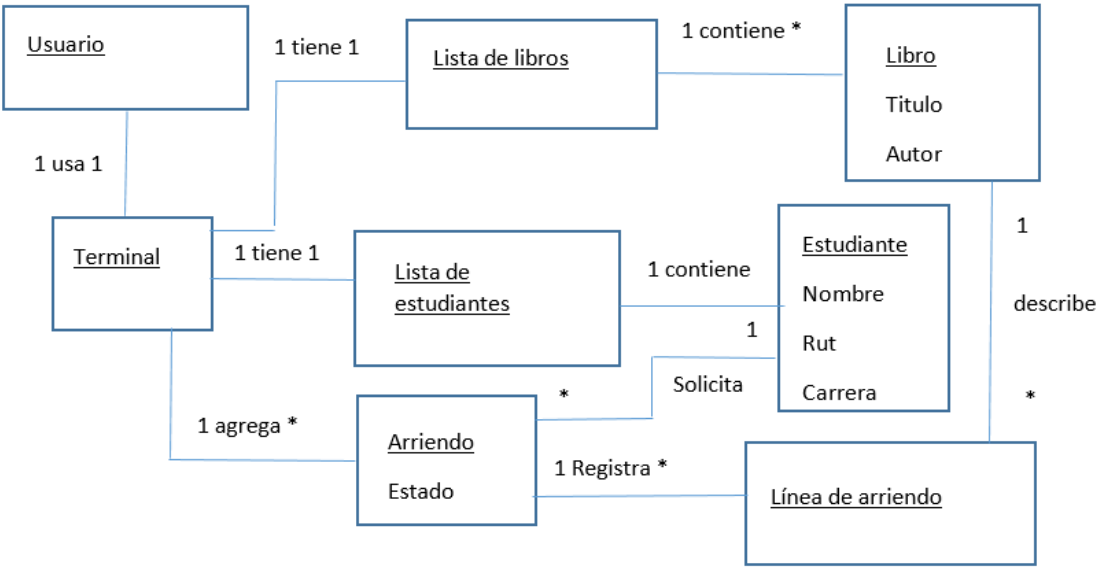 Usuario
1 tiene 1
Lista de libros
1 contiene *
Libro
Titulo
Autor
1 usa 1
Terminal
1 tiene 1
Lista de
estudiantes
1 contiene
Estudiante
Nombre
Rut
Carrera
1
describe
*
1
Solicita
*
1 agrega *
Arriendo
Estado
1 Registra *
Línea de arriendo